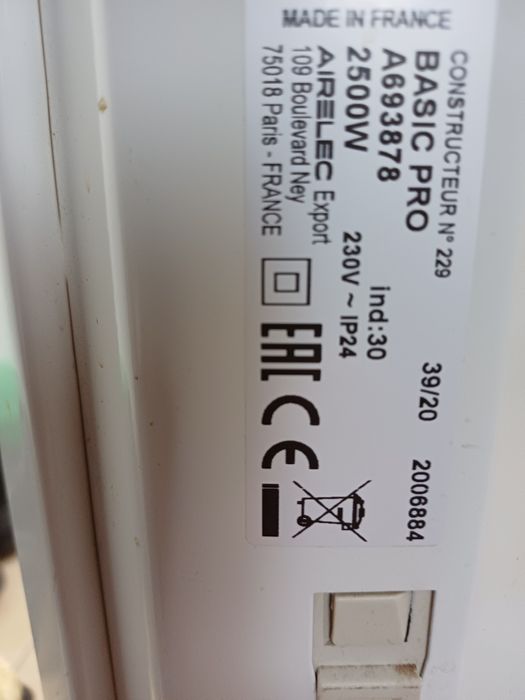 MADE IN FRANCE
CONSTRUCTEUR N° 229
BASIC PRO 39/20 2006884
A693878 ind:30
2500W 230V ~ IP24
AIRELEC Export
109 Boulevard Ney
75018 Paris - FRANCE
EAC CE